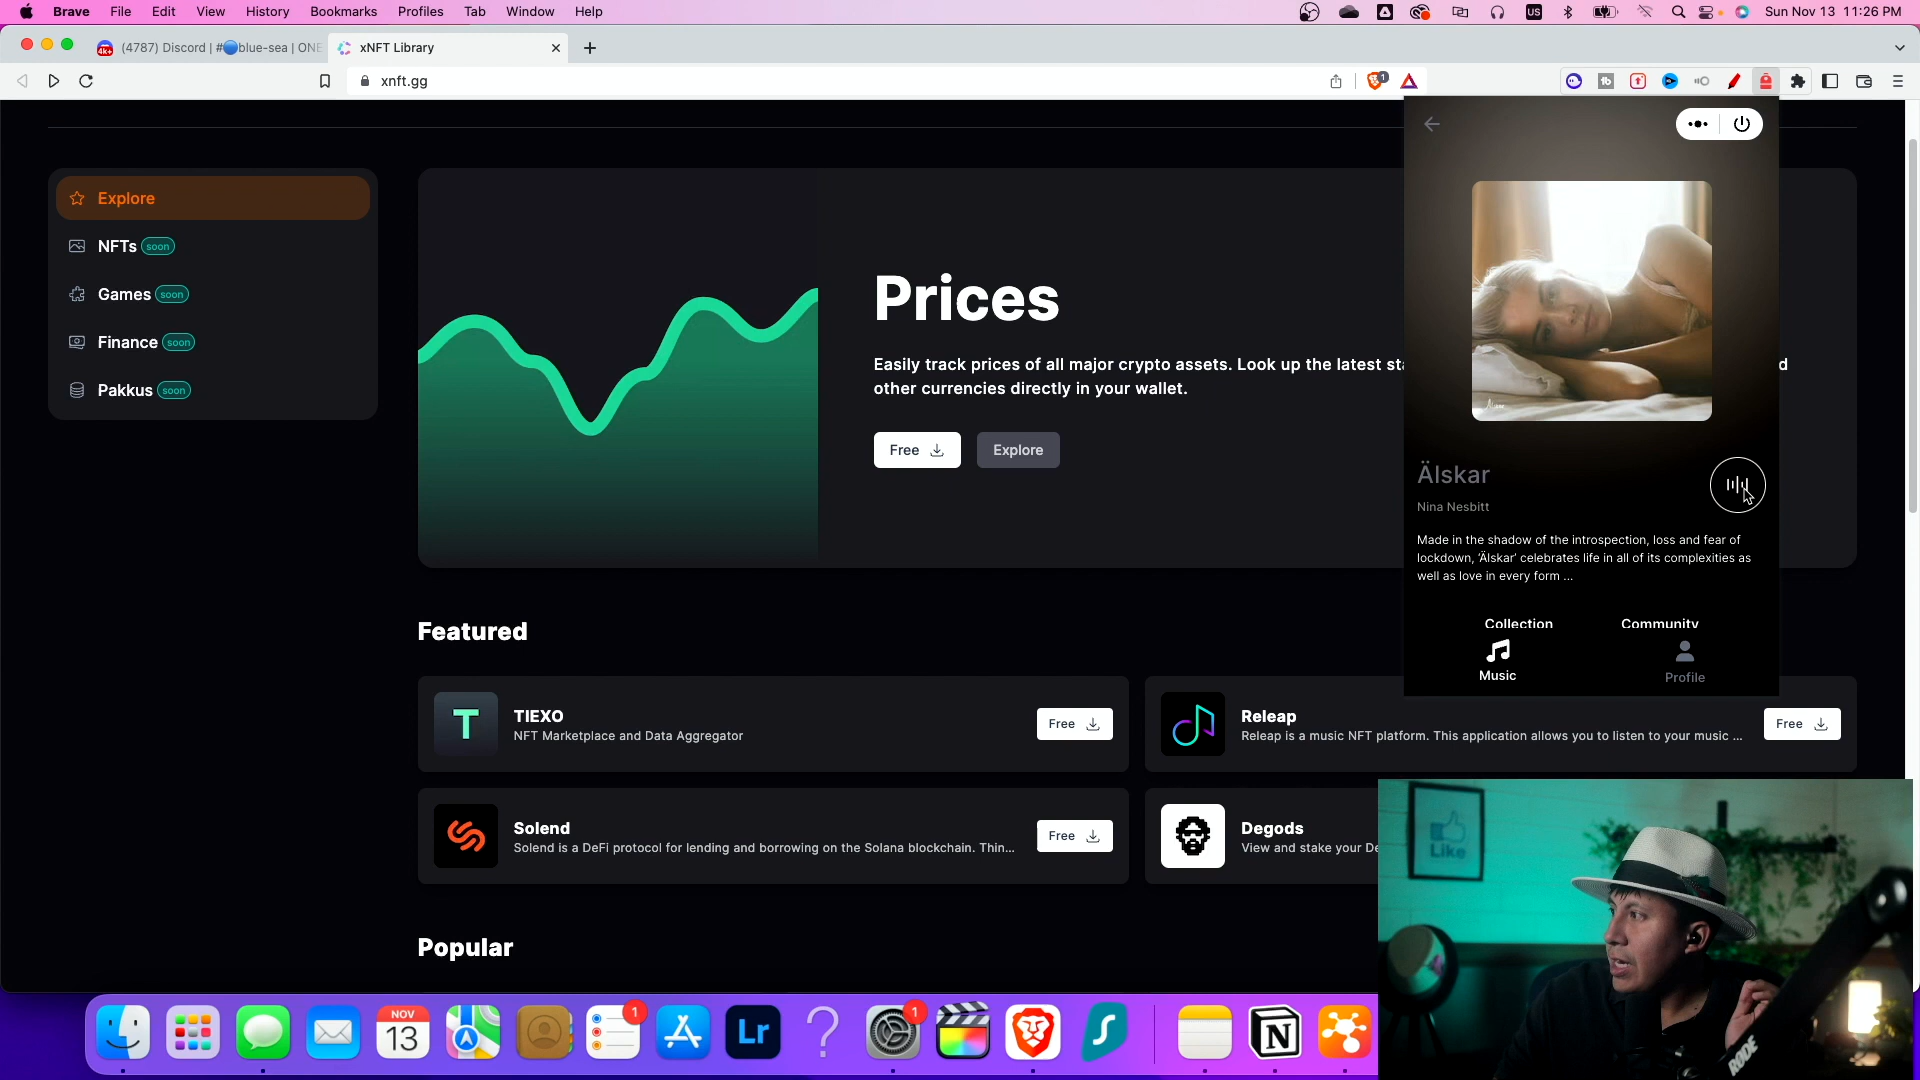 Brave File Edit View History Bookmarks Profiles Tab Window Help
US
Sun Nov 13 11:26 PM
(4787) Discord | #🔵blue-sea | ONE
xNFT Library
xnft.gg
1
Explore
NFTs soon
Games soon
Finance soon
Pakkus soon
Prices
Easily track prices of all major crypto assets. Look up the latest sta
d
other currencies directly in your wallet.
Free
Explore
Älskar
Nina Nesbitt
Made in the shadow of the introspection, loss and fear of
lockdown, ‘Älskar’ celebrates life in all of its complexities as
well as love in every form ...
Collection
Community
Music
Profile
Featured
T
TIEXO
NFT Marketplace and Data Aggregator
Free
Releap
Releap is a music NFT platform. This application allows you to listen to your music ...
Free
Solend
Solend is a DeFi protocol for lending and borrowing on the Solana blockchain. Thin...
Free
Degods
View and stake your De
Popular
Like
RØDE
NOV
13
1
Lr
1